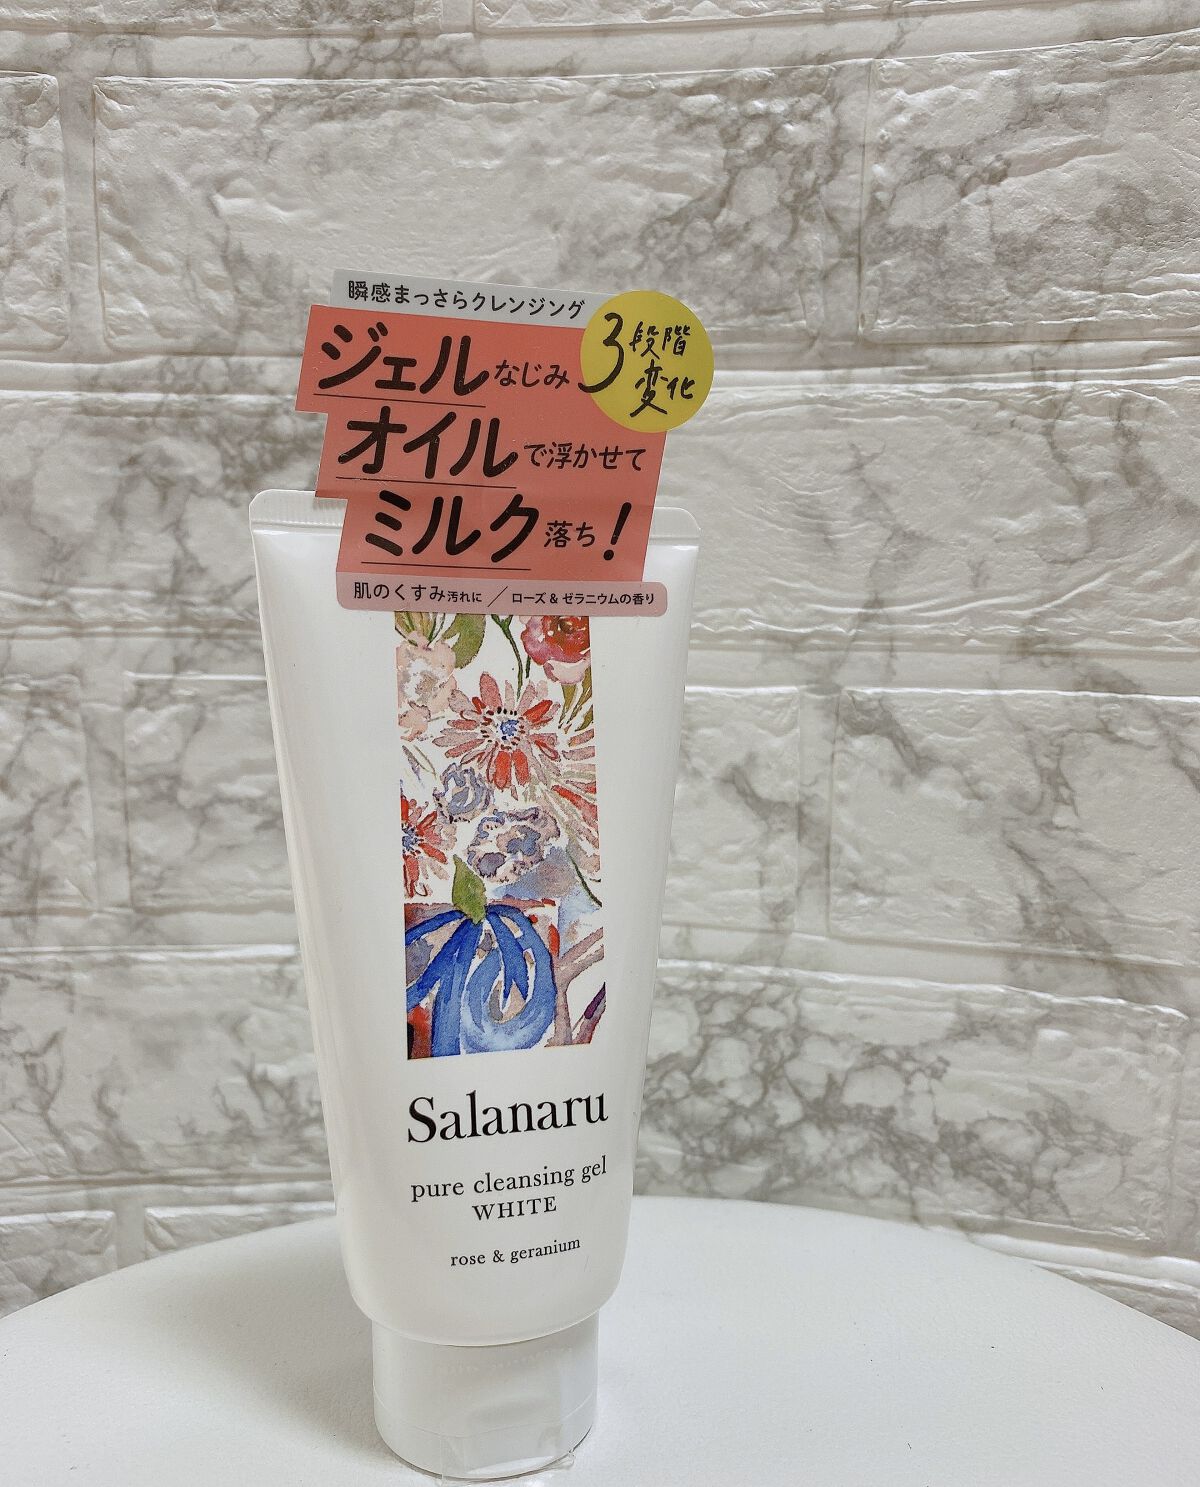 瞬感まっさらクレンジング
3段階
変化
ジェルなじみ
オイルで浮かせて
ミルク落ち!
肌のくすみ汚れに/ローズ&ゼラニウムの香り
Salanaru
pure cleansing gel
WHITE
rose & geranium